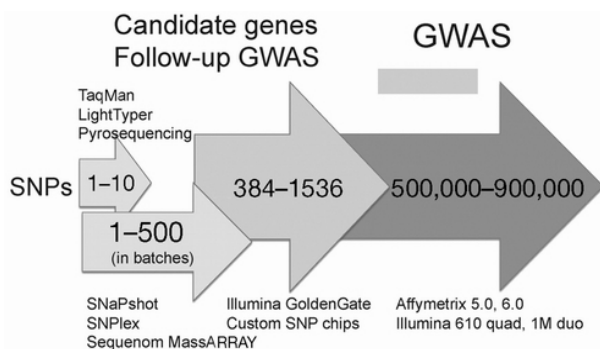 Candidate genes
Follow-up GWAS
GWAS
TaqMan
LightTyper
Pyrosequencing
SNPs
1–10
384–1536
500,000–900,000
1–500
(in batches)
SNaPshot
SNPlex
Sequenom MassARRAY
Illumina GoldenGate
Custom SNP chips
Affymetrix 5.0, 6.0
Illumina 610 quad, 1M duo